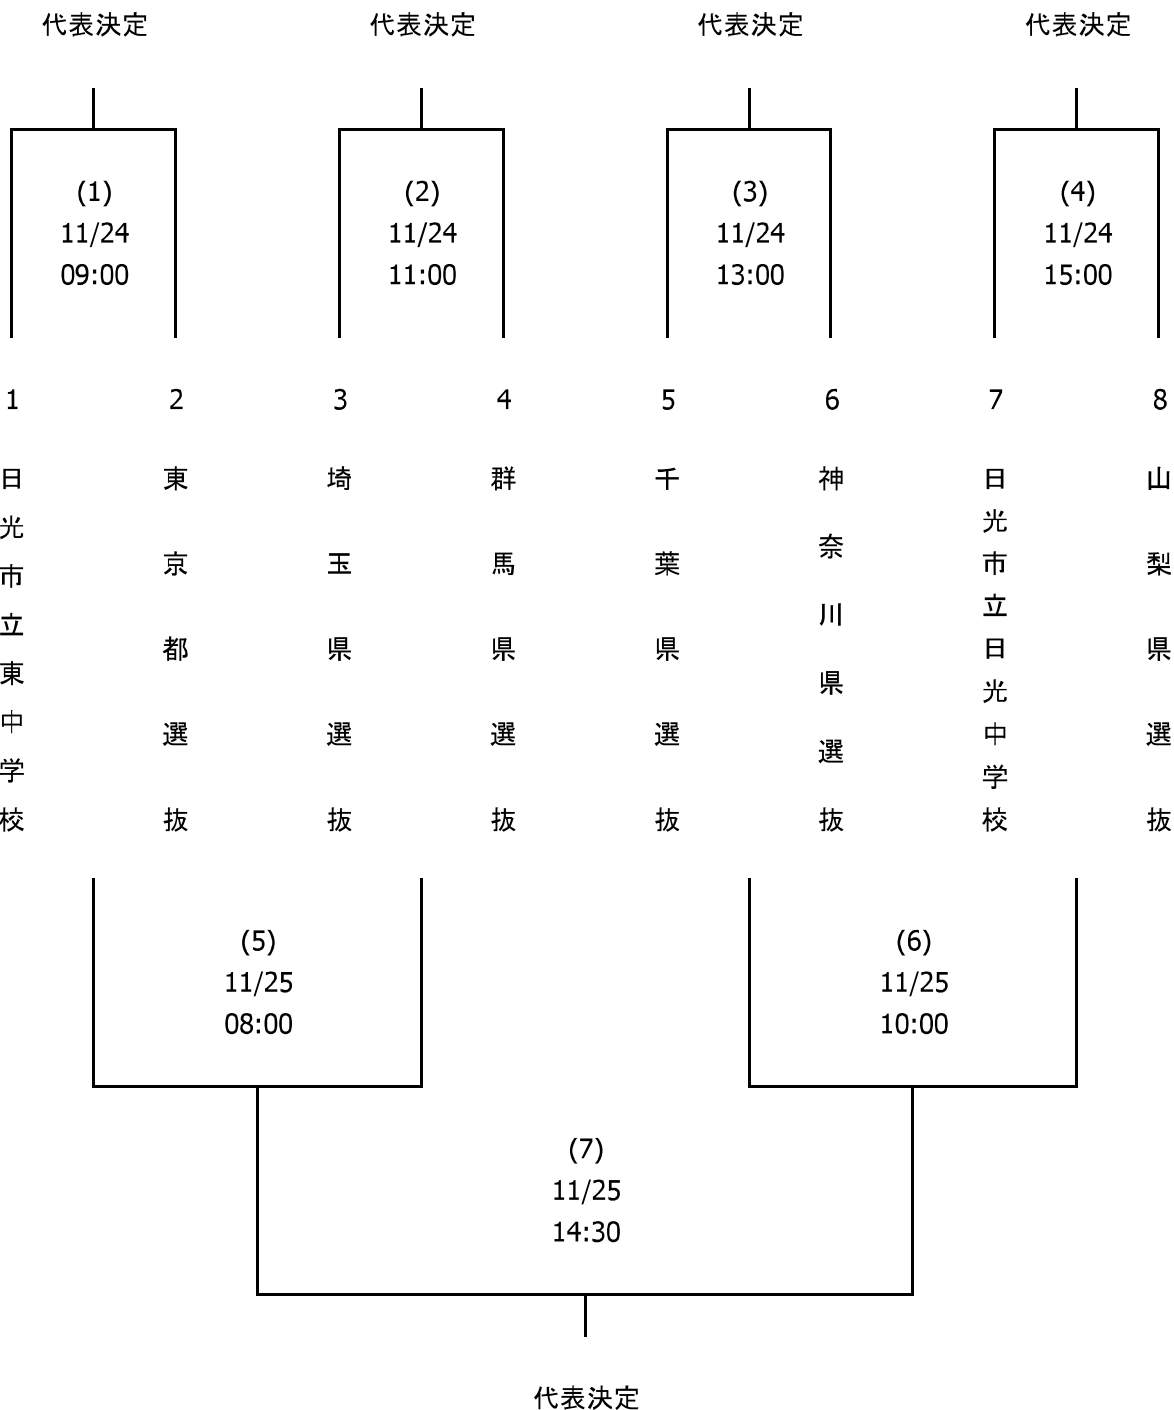 代表決定
代表決定
代表決定
代表決定
(1)
11/24
09:00
(2)
11/24
11:00
(3)
11/24
13:00
(4)
11/24
15:00
1
2
3
4
5
6
7
8
日光市立東中学校
東京都選抜
埼玉県選抜
群馬県選抜
千葉県選抜
神奈川県選抜
日光市立日光中学校
山梨県選抜
(5)
11/25
08:00
(6)
11/25
10:00
(7)
11/25
14:30
代表決定